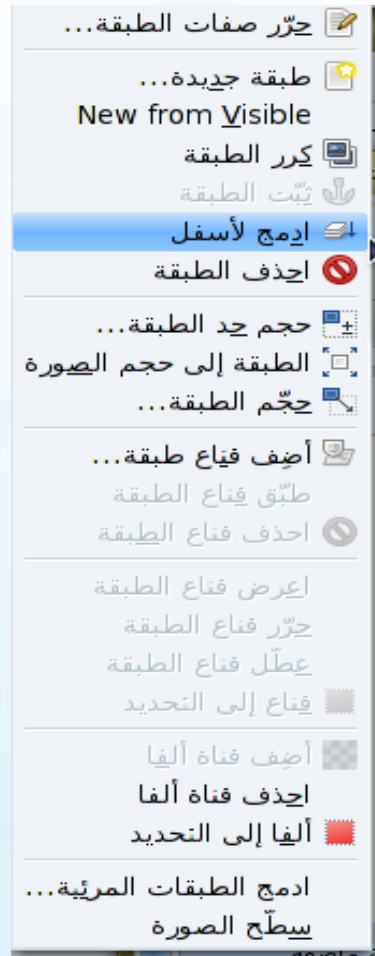 حرّر صفات الطبقة...
طبقة جديدة...
New from Visible
كرر الطبقة
ثبّت الطبقة
ادمج لأسفل
احذف الطبقة
حجم حد الطبقة...
الطبقة إلى حجم الصورة
حجّم الطبقة...
أضِف قناع طبقة...
طبّق قناع الطبقة
احذف قناع الطبقة
اعرض قناع الطبقة
حرّر قناع الطبقة
عطّل قناع الطبقة
قناع إلى التحديد
أضِف قناة ألفا
احذف قناة ألفا
ألفا إلى التحديد
ادمج الطبقات المرئية...
سطّح الصورة